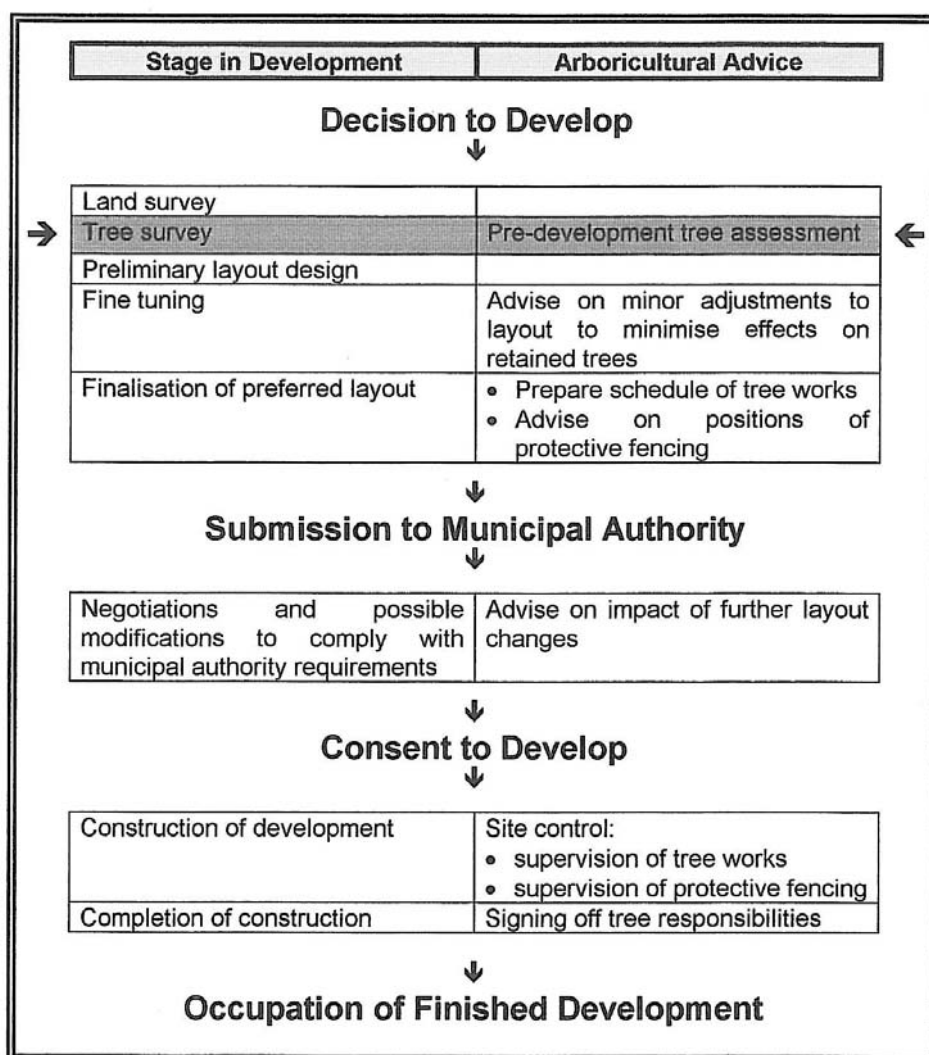 Stage in Development
Arboricultural Advice
Decision to Develop
↓
Land survey
→
Tree survey
Pre-development tree assessment
←
Preliminary layout design
Fine tuning
Advise on minor adjustments to
layout to minimise effects on
retained trees
Finalisation of preferred layout
• Prepare schedule of tree works
• Advise on positions of
protective fencing
↓
Submission to Municipal Authority
↓
Negotiations and possible
modifications to comply with
municipal authority requirements
Advise on impact of further layout
changes
↓
Consent to Develop
↓
Construction of development
Site control:
• supervision of tree works
• supervision of protective fencing
Completion of construction
Signing off tree responsibilities
↓
Occupation of Finished Development